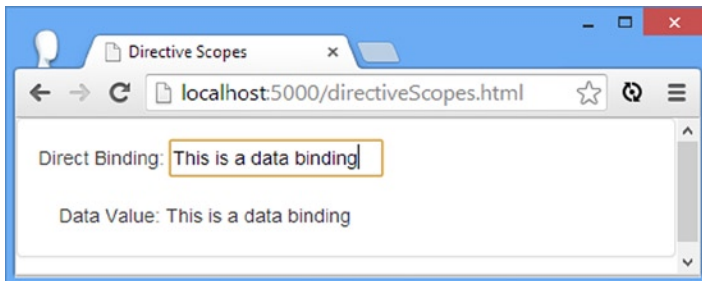 Directive Scopes
localhost:5000/directiveScopes.html
Direct Binding: This is a data binding
Data Value: This is a data binding